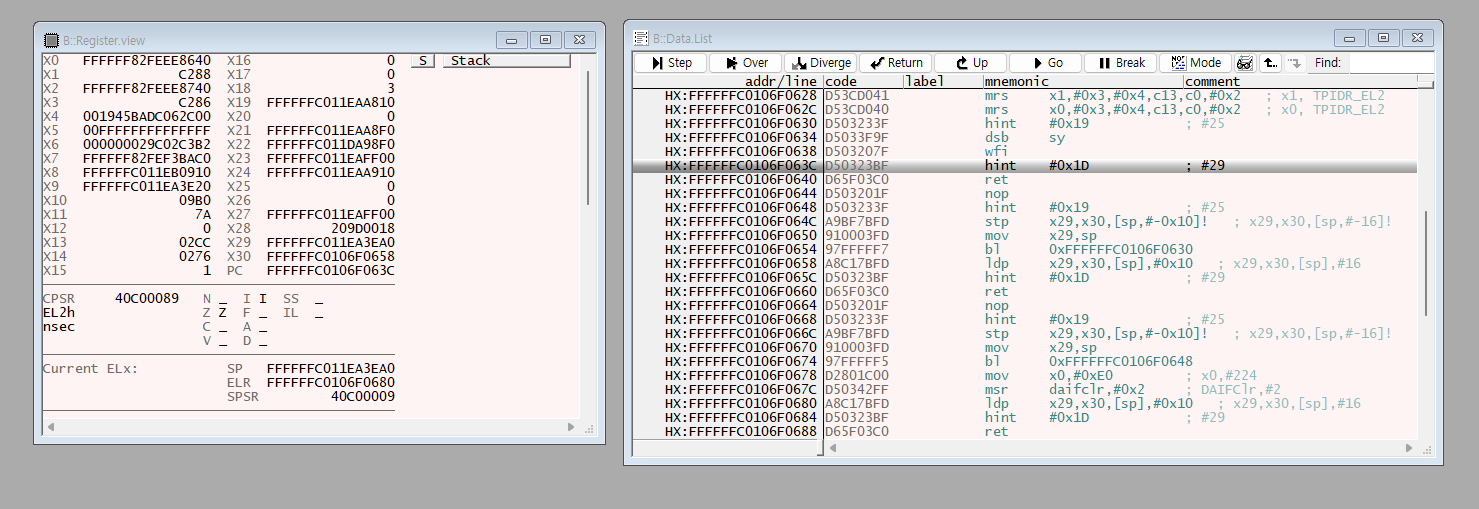 B::Register.view
X0 FFFFFF82FEEE8640 X16 0 S Stack
X1 C288 X17 0
X2 FFFFFF82FEEE8740 X18 3
X3 C286 X19 FFFFFFC011EAA810
X4 001945BADC062C00 X20 0
X5 00FFFFFFFFFFFFFF X21 FFFFFFC011EAA8F0
X6 000000029C02C3B2 X22 FFFFFFC011DA98F0
X7 FFFFFF82FEF3BAC0 X23 FFFFFFC011EAFF00
X8 FFFFFFC011EB0910 X24 FFFFFFC011EAA910
X9 FFFFFFC011EA3E20 X25 0
X10 09B0 X26 0
X11 7A X27 FFFFFFC011EAFF00
X12 0 X28 209D0018
X13 02CC X29 FFFFFFC011EA3EA0
X14 0276 X30 FFFFFFC0106F0658
X15 1 PC FFFFFFC0106F063C
CPSR 40C00089 N _ I I SS _
EL2h Z Z F _ IL _
nsec C _ A _
V _ D _
Current ELx: SP FFFFFFC011EA3EA0
ELR FFFFFFC0106F0680
SPSR 40C00009
B::Data.List
Step Over Diverge Return Up Go Break Mode Find:
addr/line code label mnemonic comment
HX:FFFFFFC0106F0628 D53CD041 mrs x1,#0x3,#0x4,c13,c0,#0x2 ; x1, TPIDR_EL2
HX:FFFFFFC0106F062C D53CD040 mrs x0,#0x3,#0x4,c13,c0,#0x2 ; x0, TPIDR_EL2
HX:FFFFFFC0106F0630 D503233F hint #0x19 ; #25
HX:FFFFFFC0106F0634 D5033F9F dsb sy
HX:FFFFFFC0106F0638 D503207F wfi
HX:FFFFFFC0106F063C D50323BF hint #0x1D ; #29
HX:FFFFFFC0106F0640 D65F03C0 ret
HX:FFFFFFC0106F0644 D503201F nop
HX:FFFFFFC0106F0648 D503233F hint #0x19 ; #25
HX:FFFFFFC0106F064C A9BF7BFD stp x29,x30,[sp,#-0x10]! ; x29,x30,[sp,#-16]!
HX:FFFFFFC0106F0650 910003FD mov x29,sp
HX:FFFFFFC0106F0654 97FFFFF7 bl 0xFFFFFFC0106F0630
HX:FFFFFFC0106F0658 A8C17BFD ldp x29,x30,[sp],#0x10 ; x29,x30,[sp],#16
HX:FFFFFFC0106F065C D50323BF hint #0x1D ; #29
HX:FFFFFFC0106F0660 D65F03C0 ret
HX:FFFFFFC0106F0664 D503201F nop
HX:FFFFFFC0106F0668 D503233F hint #0x19 ; #25
HX:FFFFFFC0106F066C A9BF7BFD stp x29,x30,[sp,#-0x10]! ; x29,x30,[sp,#-16]!
HX:FFFFFFC0106F0670 910003FD mov x29,sp
HX:FFFFFFC0106F0674 97FFFFF5 bl 0xFFFFFFC0106F0648
HX:FFFFFFC0106F0678 D2801C00 mov x0,#0xE0 ; x0,#224
HX:FFFFFFC0106F067C D50342FF msr daifclr,#0x2 ; DAIFClr,#2
HX:FFFFFFC0106F0680 A8C17BFD ldp x29,x30,[sp],#0x10 ; x29,x30,[sp],#16
HX:FFFFFFC0106F0684 D50323BF hint #0x1D ; #29
HX:FFFFFFC0106F0688 D65F03C0 ret